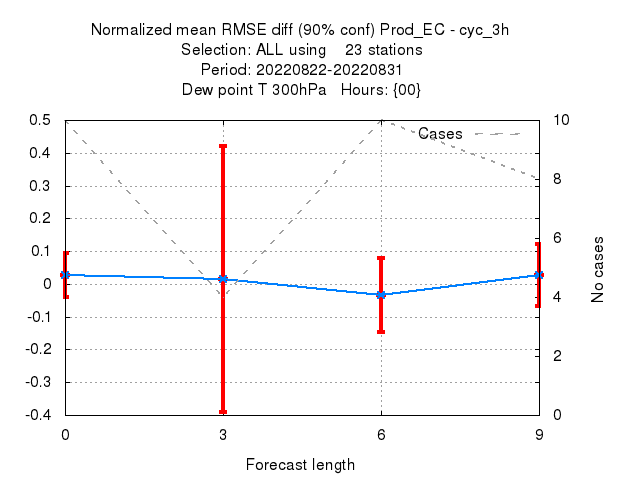 Normalized mean RMSE diff (90% conf) Prod_EC - cyc_3h
Selection: ALL using 23 stations
Period: 20220822-20220831
Dew point T 300hPa Hours: {00}
Cases
0.5
0.4
0.3
0.2
0.1
0
-0.1
-0.2
-0.3
-0.4
10
8
6
4
2
0
No cases
0 3 6 9
Forecast length